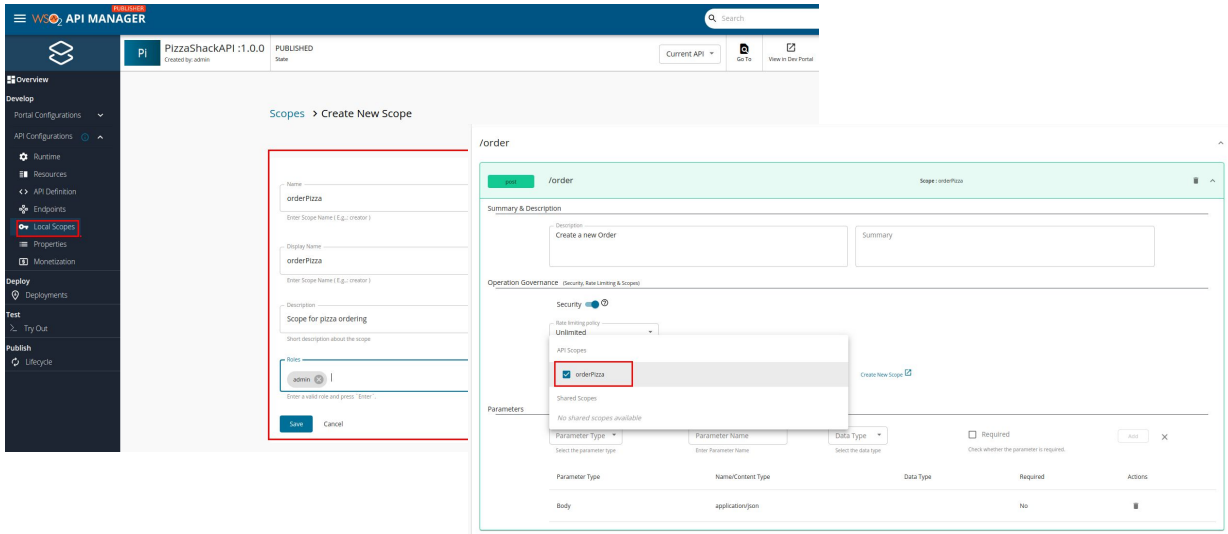 PUBLISHER
WSO2 API MANAGER
Search
PI
PizzaShackAPI :1.0.0
Created by: admin
PUBLISHED
State
Current API
Go To
View in Dev Portal
Overview
Develop
Portal Configurations
API Configurations
Runtime
Resources
API Definition
Endpoints
Local Scopes
Properties
Monetization
Deploy
Deployments
Test
Try Out
Publish
Lifecycle
Scopes > Create New Scope
Name
orderPizza
Enter Scope Name ( E.g.,: creator )
Display Name
orderPizza
Enter Scope Name ( E.g.,: creator )
Description
Scope for pizza ordering
Short description about the scope
Roles
admin
Enter a valid role and press `Enter`.
Save Cancel
/order
post /order Scope : orderPizza
Summary & Description
Description
Create a new Order
Summary
Operation Governance (Security, Rate Limiting & Scopes)
Security
Rate limiting policy
Unlimited
API Scopes
orderPizza
Create New Scope
Shared Scopes
No shared scopes available
Parameters
Parameter Type Parameter Name Data Type Required Add
Select the parameter type Enter Parameter Name Select the data type Check whether the parameter is required.
Parameter Type Name/Content Type Data Type Required Actions
Body application/json No